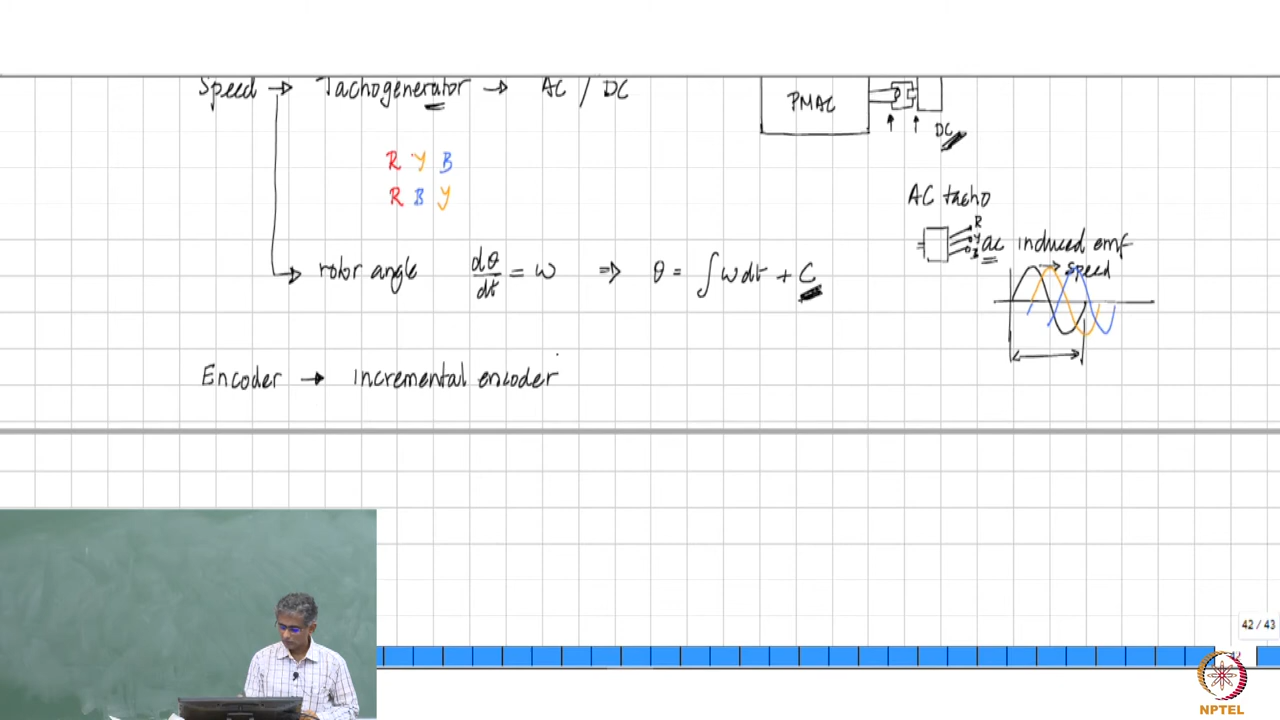 Speed → Tachogenerator → AC / DC
PMAC
DC
R Y B
R B Y
AC tacho
R
Y
B
ac induced emf
→ speed
→ rotor angle dθ/dt = ω ⇒ θ = ∫ωdt + C
Encoder → Incremental encoder
42 / 43
NPTEL